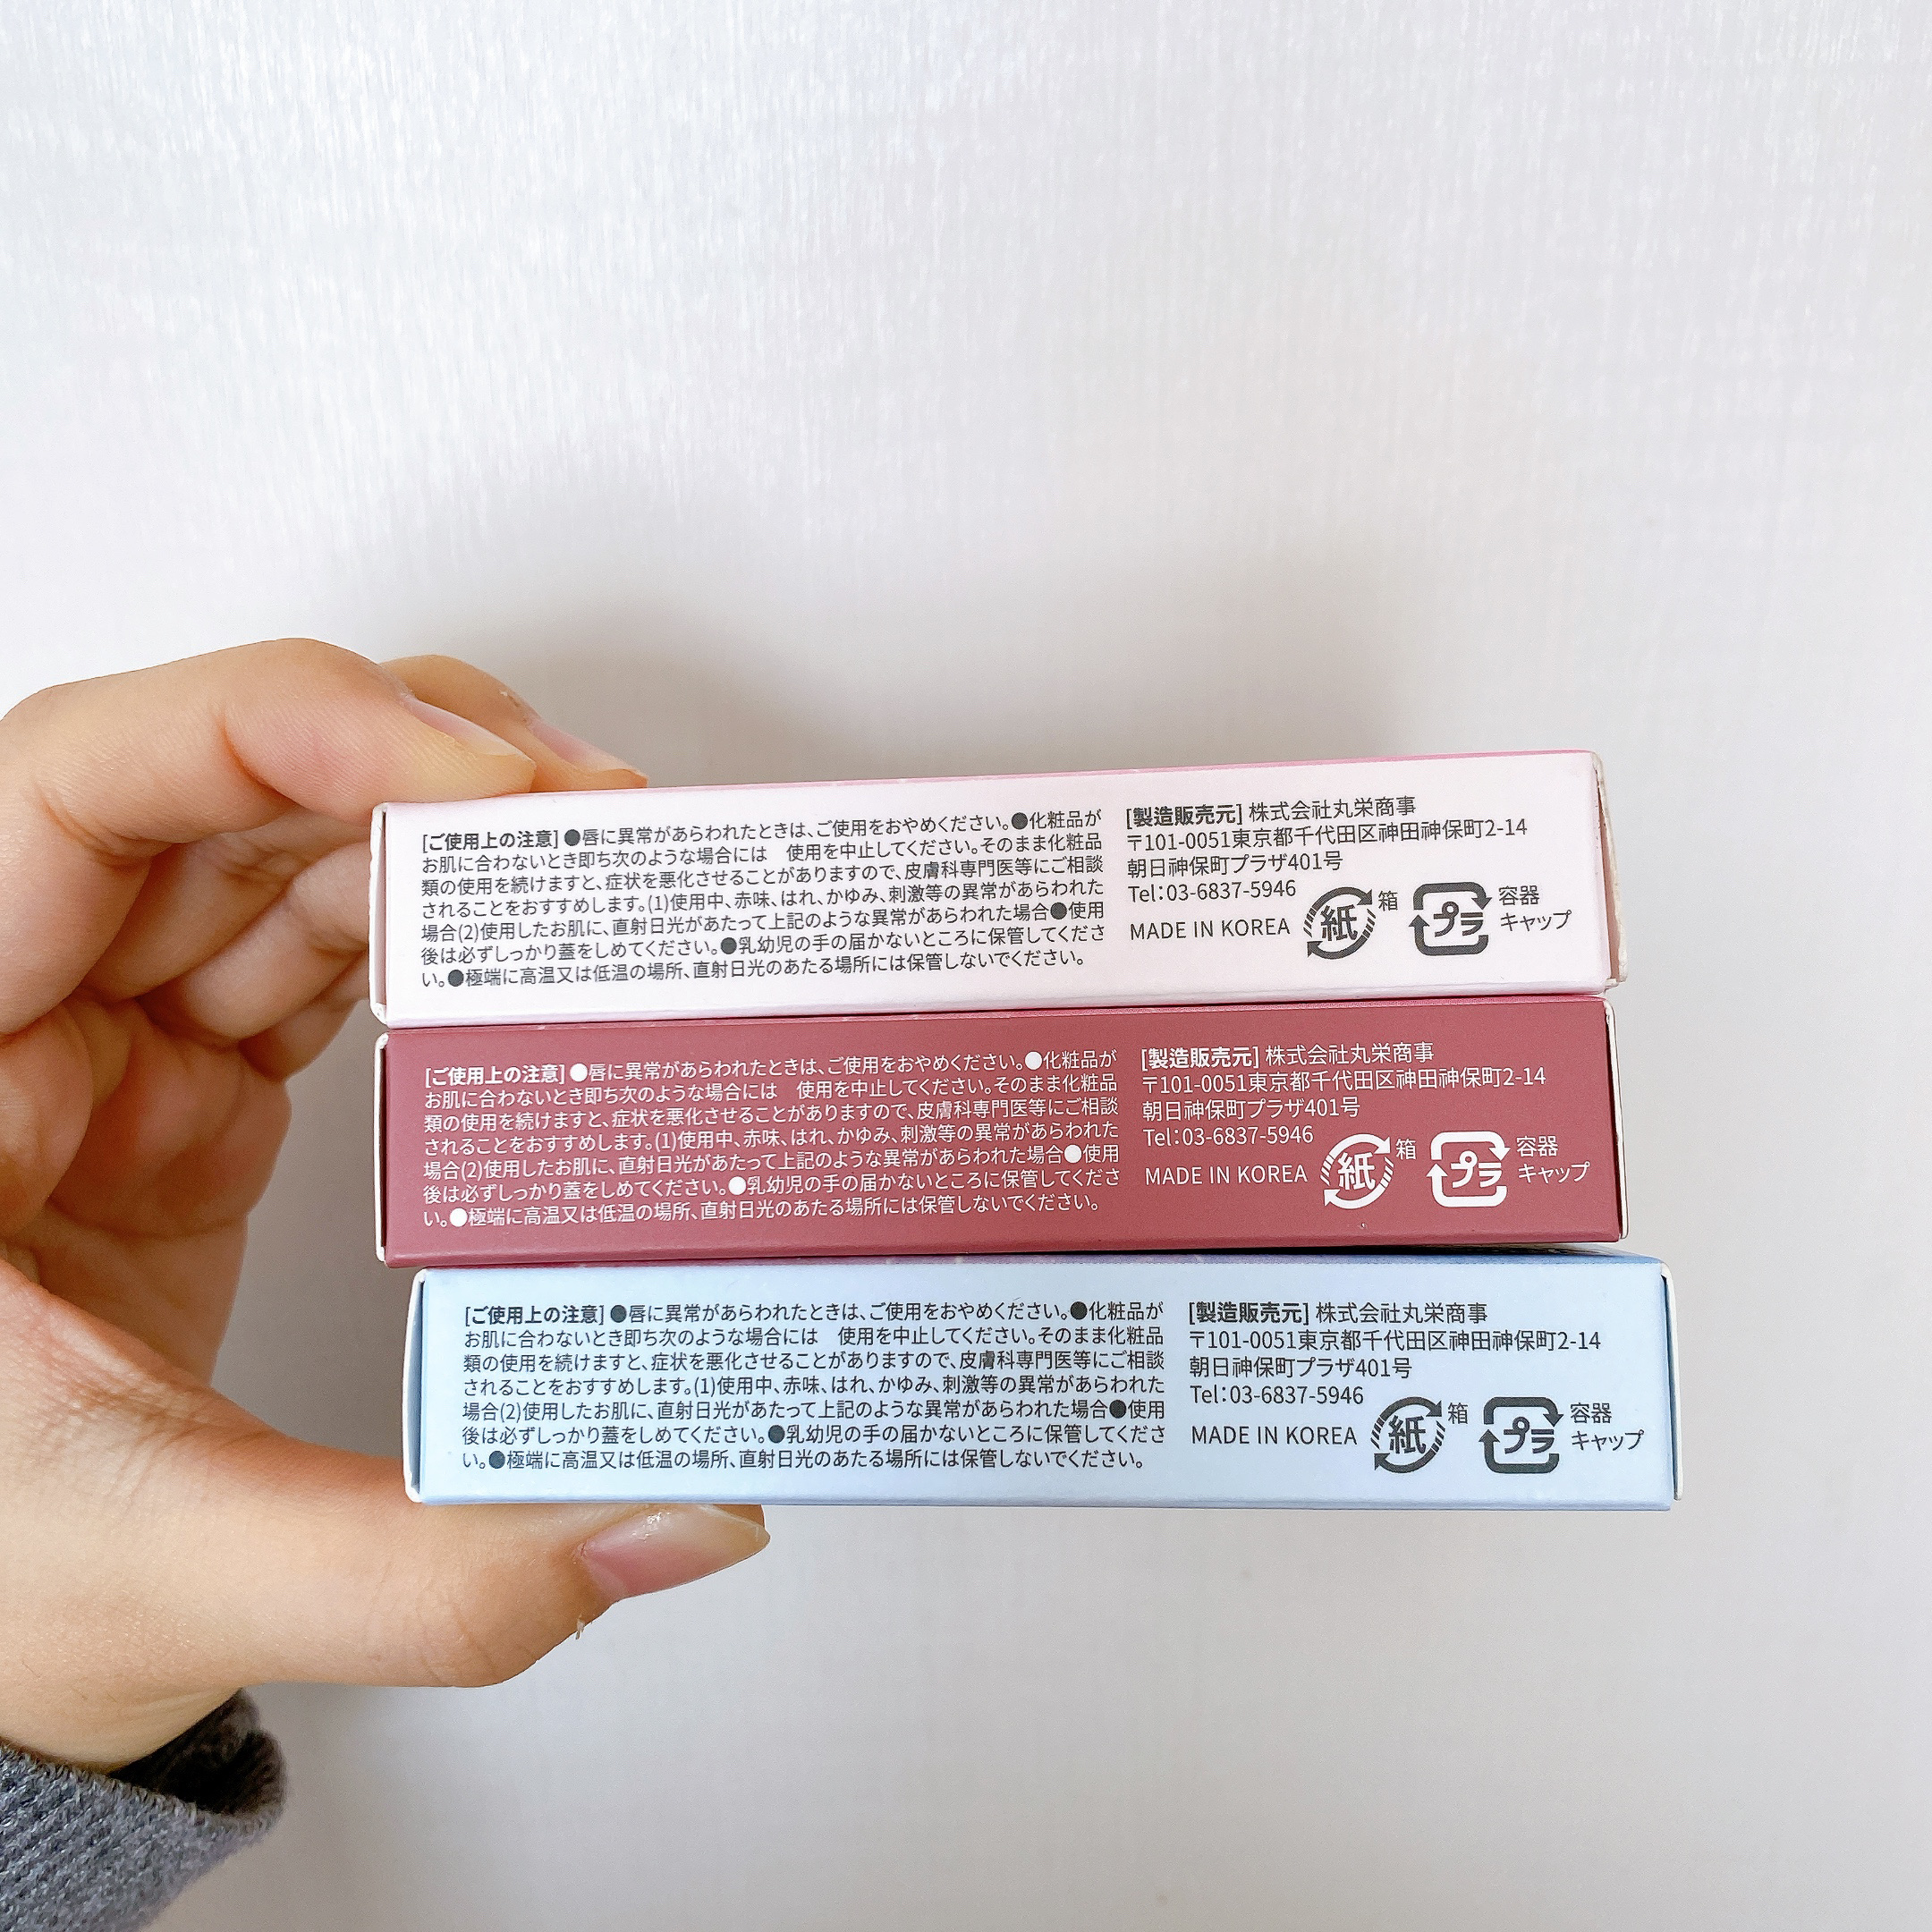 [ご使用上の注意] ●唇に異常があらわれたときは、ご使用をおやめください。●化粧品が
お肌に合わないとき即ち次のような場合には　使用を中止してください。そのまま化粧品
類の使用を続けますと、症状を悪化させることがありますので、皮膚科専門医等にご相談
されることをおすすめします。(1)使用中、赤味、はれ、かゆみ、刺激等の異常があらわれた
場合(2)使用したお肌に、直射日光があたって上記のような異常があらわれた場合●使用
後は必ずしっかり蓋をしめてください。●乳幼児の手の届かないところに保管してくださ
い。●極端に高温又は低温の場所、直射日光のあたる場所には保管しないでください。
[製造販売元] 株式会社丸栄商事
〒101-0051東京都千代田区神田神保町2-14
朝日神保町プラザ401号
Tel:03-6837-5946
MADE IN KOREA 紙 箱 プラ 容器
キャップ
[ご使用上の注意] ●唇に異常があらわれたときは、ご使用をおやめください。●化粧品が
お肌に合わないとき即ち次のような場合には　使用を中止してください。そのまま化粧品
類の使用を続けますと、症状を悪化させることがありますので、皮膚科専門医等にご相談
されることをおすすめします。(1)使用中、赤味、はれ、かゆみ、刺激等の異常があらわれた
場合(2)使用したお肌に、直射日光があたって上記のような異常があらわれた場合●使用
後は必ずしっかり蓋をしめてください。●乳幼児の手の届かないところに保管してくださ
い。●極端に高温又は低温の場所、直射日光のあたる場所には保管しないでください。
[製造販売元] 株式会社丸栄商事
〒101-0051東京都千代田区神田神保町2-14
朝日神保町プラザ401号
Tel:03-6837-5946
MADE IN KOREA 紙 箱 プラ 容器
キャップ
[ご使用上の注意] ●唇に異常があらわれたときは、ご使用をおやめください。●化粧品が
お肌に合わないとき即ち次のような場合には　使用を中止してください。そのまま化粧品
類の使用を続けますと、症状を悪化させることがありますので、皮膚科専門医等にご相談
されることをおすすめします。(1)使用中、赤味、はれ、かゆみ、刺激等の異常があらわれた
場合(2)使用したお肌に、直射日光があたって上記のような異常があらわれた場合●使用
後は必ずしっかり蓋をしめてください。●乳幼児の手の届かないところに保管してくださ
い。●極端に高温又は低温の場所、直射日光のあたる場所には保管しないでください。
[製造販売元] 株式会社丸栄商事
〒101-0051東京都千代田区神田神保町2-14
朝日神保町プラザ401号
Tel:03-6837-5946
MADE IN KOREA 紙 箱 プラ 容器
キャップ